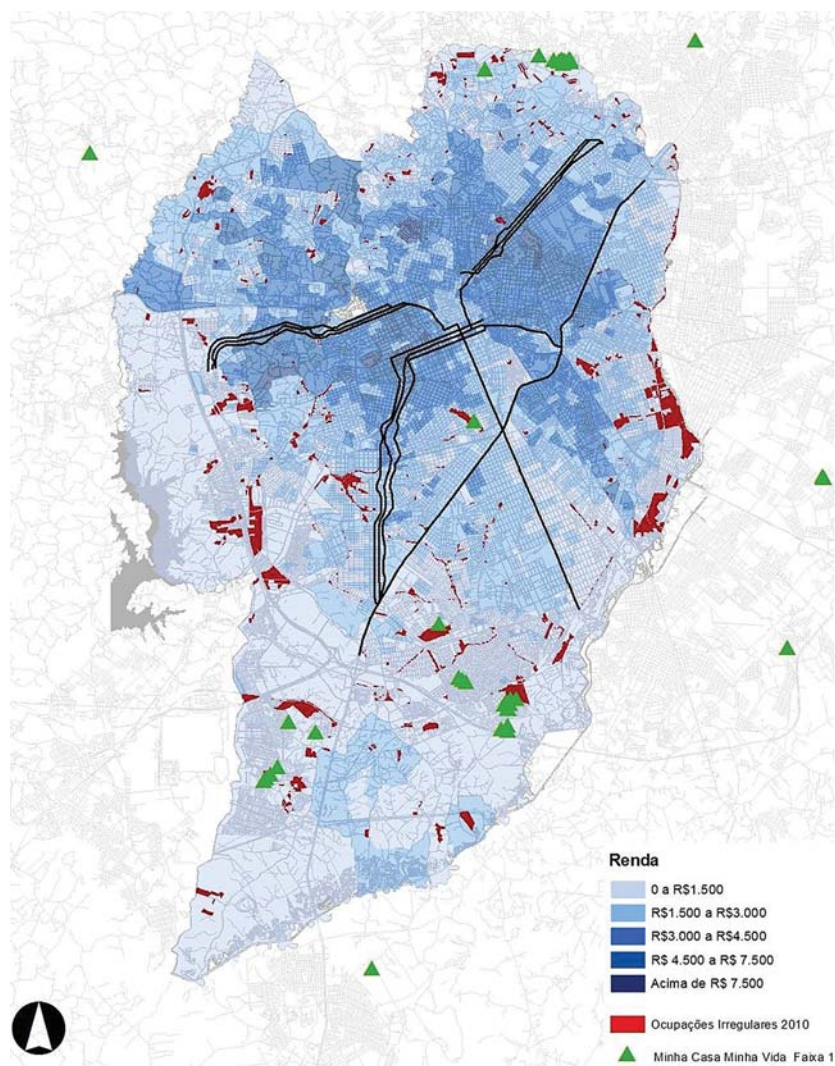 Renda
0 a R$1.500
R$1.500 a R$3.000
R$3.000 a R$4.500
R$ 4.500 a R$ 7.500
Acima de R$ 7.500
Ocupações Irregulares 2010
Minha Casa Minha Vida Faixa 1